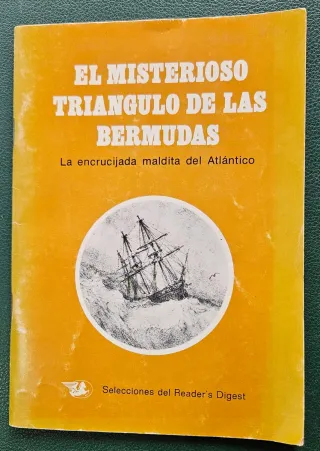 EL MISTERIOSO
TRIANGULO DE LAS
BERMUDAS
La encrucijada maldita del Atlántico
Selecciones del Reader's Digest